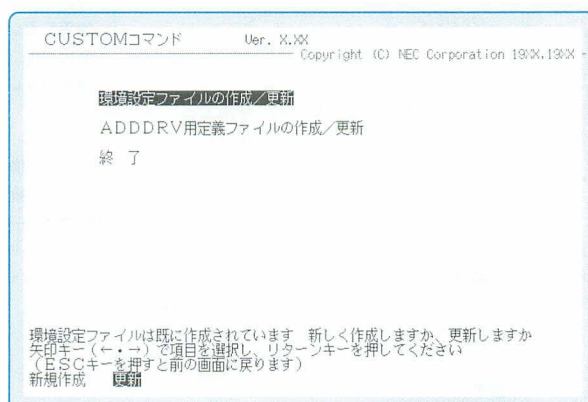 CUSTOMコマンド Ver. X.XX
Copyright (C) NEC Corporation 19XX,19XX
環境設定ファイルの作成／更新
ADDDRV用定義ファイルの作成／更新
終 了
環境設定ファイルは既に作成されています 新しく作成しますか、更新しますか
矢印キー(←・→)で項目を選択し、リターンキーを押してください
(ESCキーを押すと前の画面に戻ります)
新規作成 更新